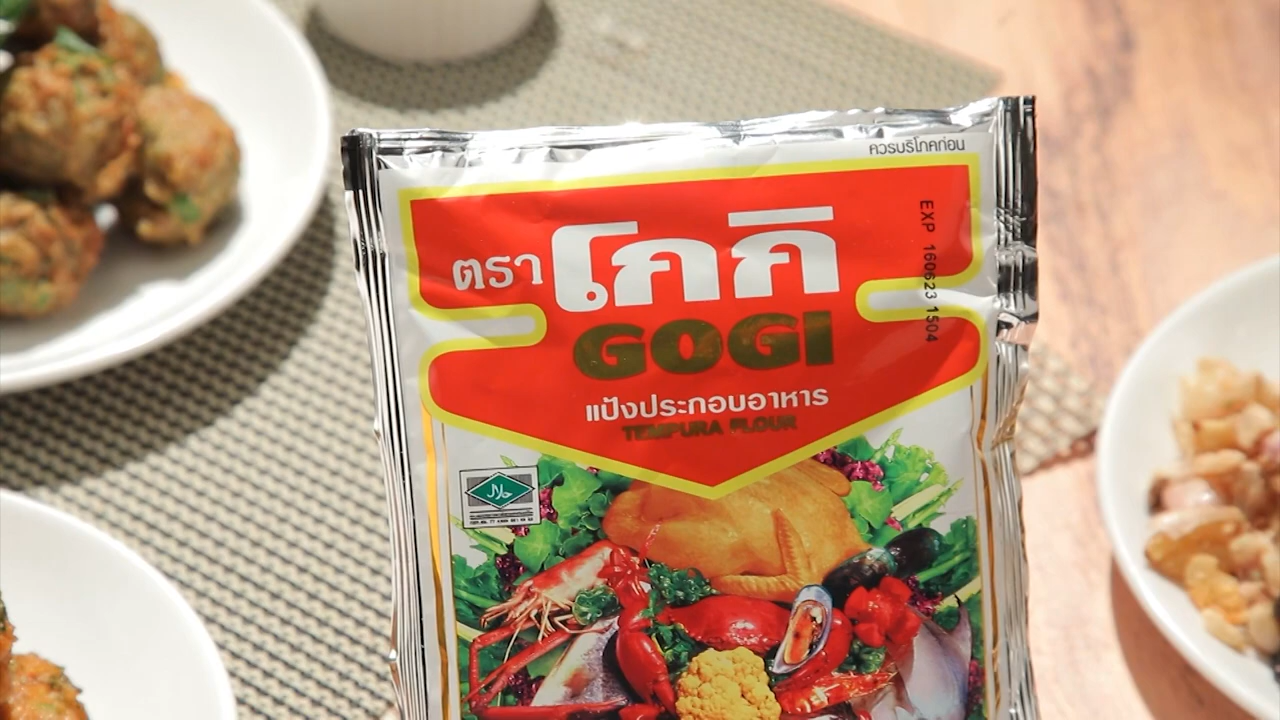 ควรบริโภคก่อน
EXP 160623 1504
ตรา โกกิ
GOGI
แป้งประกอบอาหาร
TEMPURA FLOUR
حلال